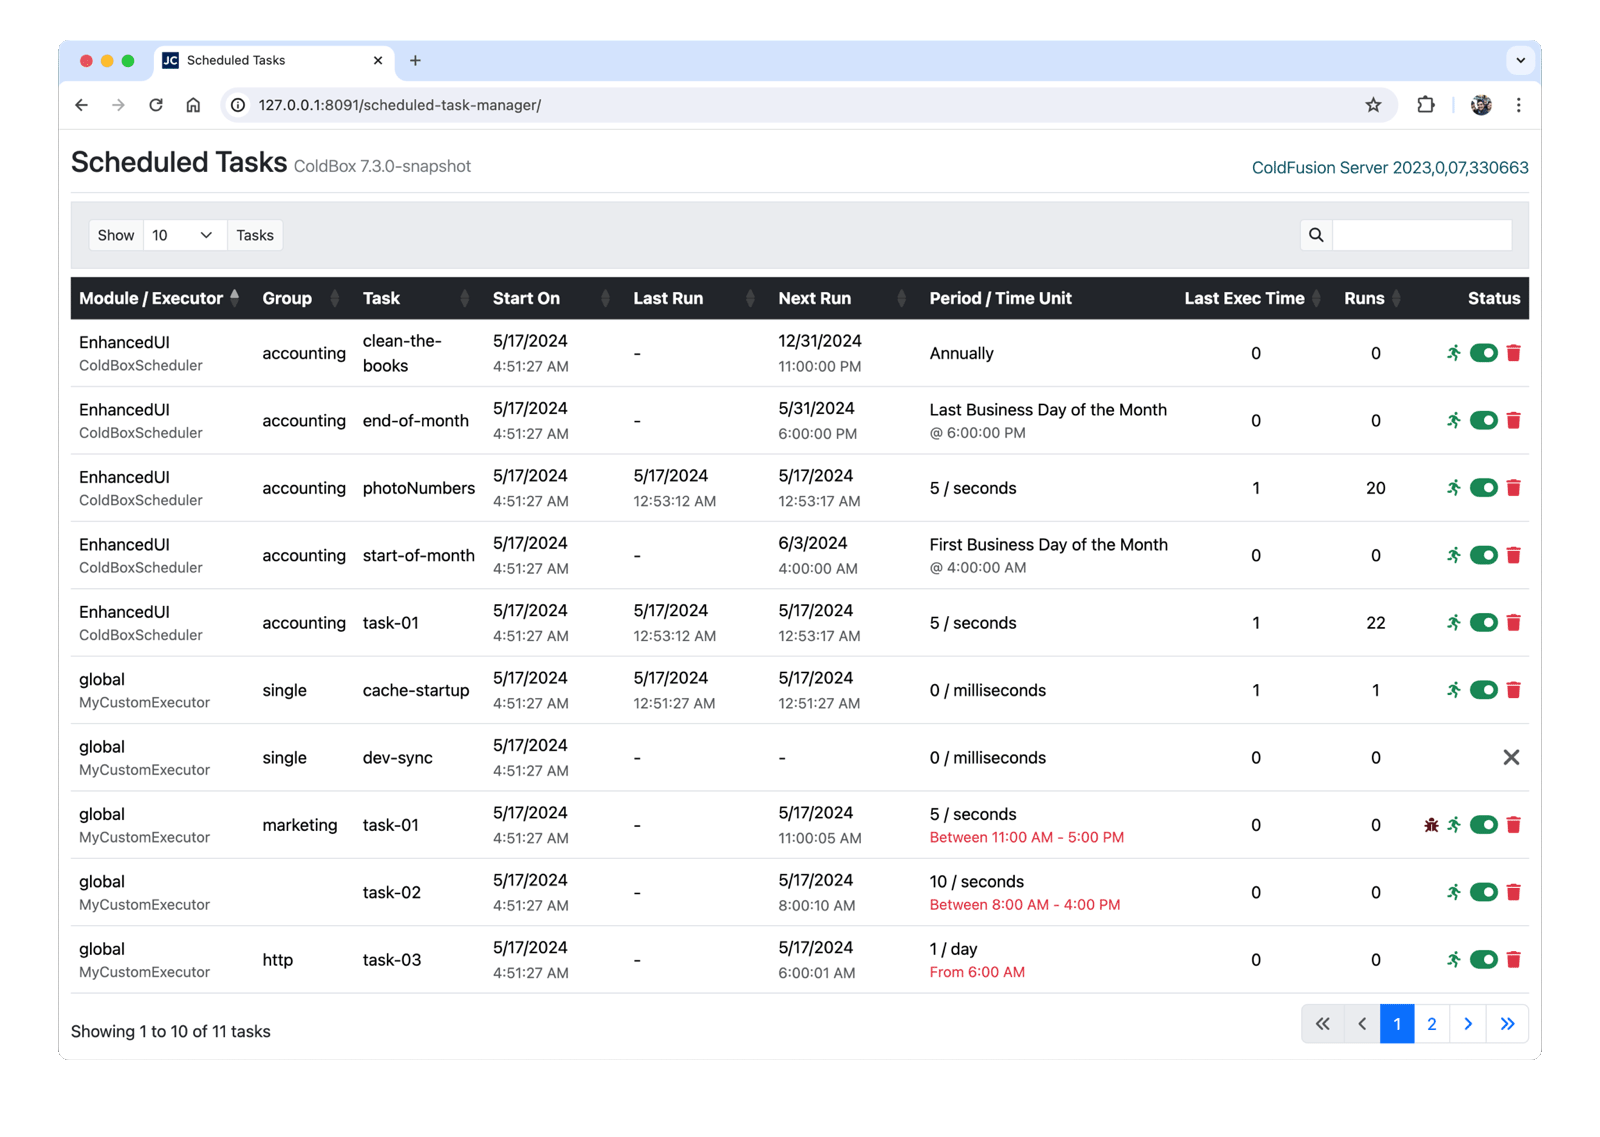 JC Scheduled Tasks
127.0.0.1:8091/scheduled-task-manager/
Scheduled Tasks ColdBox 7.3.0-snapshot
ColdFusion Server 2023,0,07,330663
Show 10 Tasks
Module / Executor Group Task Start On Last Run Next Run Period / Time Unit Last Exec Time Runs Status
EnhancedUI
ColdBoxScheduler
accounting
clean-the-
books
5/17/2024
4:51:27 AM
-
12/31/2024
11:00:00 PM
Annually
0
0
EnhancedUI
ColdBoxScheduler
accounting
end-of-month
5/17/2024
4:51:27 AM
-
5/31/2024
6:00:00 PM
Last Business Day of the Month
@ 6:00:00 PM
0
0
EnhancedUI
ColdBoxScheduler
accounting
photoNumbers
5/17/2024
4:51:27 AM
5/17/2024
12:53:12 AM
5/17/2024
12:53:17 AM
5 / seconds
1
20
EnhancedUI
ColdBoxScheduler
accounting
start-of-month
5/17/2024
4:51:27 AM
-
6/3/2024
4:00:00 AM
First Business Day of the Month
@ 4:00:00 AM
0
0
EnhancedUI
ColdBoxScheduler
accounting
task-01
5/17/2024
4:51:27 AM
5/17/2024
12:53:12 AM
5/17/2024
12:53:17 AM
5 / seconds
1
22
global
MyCustomExecutor
single
cache-startup
5/17/2024
4:51:27 AM
5/17/2024
12:51:27 AM
5/17/2024
12:51:27 AM
0 / milliseconds
1
1
global
MyCustomExecutor
single
dev-sync
5/17/2024
4:51:27 AM
-
-
0 / milliseconds
0
0
global
MyCustomExecutor
marketing
task-01
5/17/2024
4:51:27 AM
-
5/17/2024
11:00:05 AM
5 / seconds
Between 11:00 AM - 5:00 PM
0
0
global
MyCustomExecutor
task-02
5/17/2024
4:51:27 AM
-
5/17/2024
8:00:10 AM
10 / seconds
Between 8:00 AM - 4:00 PM
0
0
global
MyCustomExecutor
http
task-03
5/17/2024
4:51:27 AM
-
5/17/2024
6:00:01 AM
1 / day
From 6:00 AM
0
0
Showing 1 to 10 of 11 tasks
« ‹ 1 2 › »